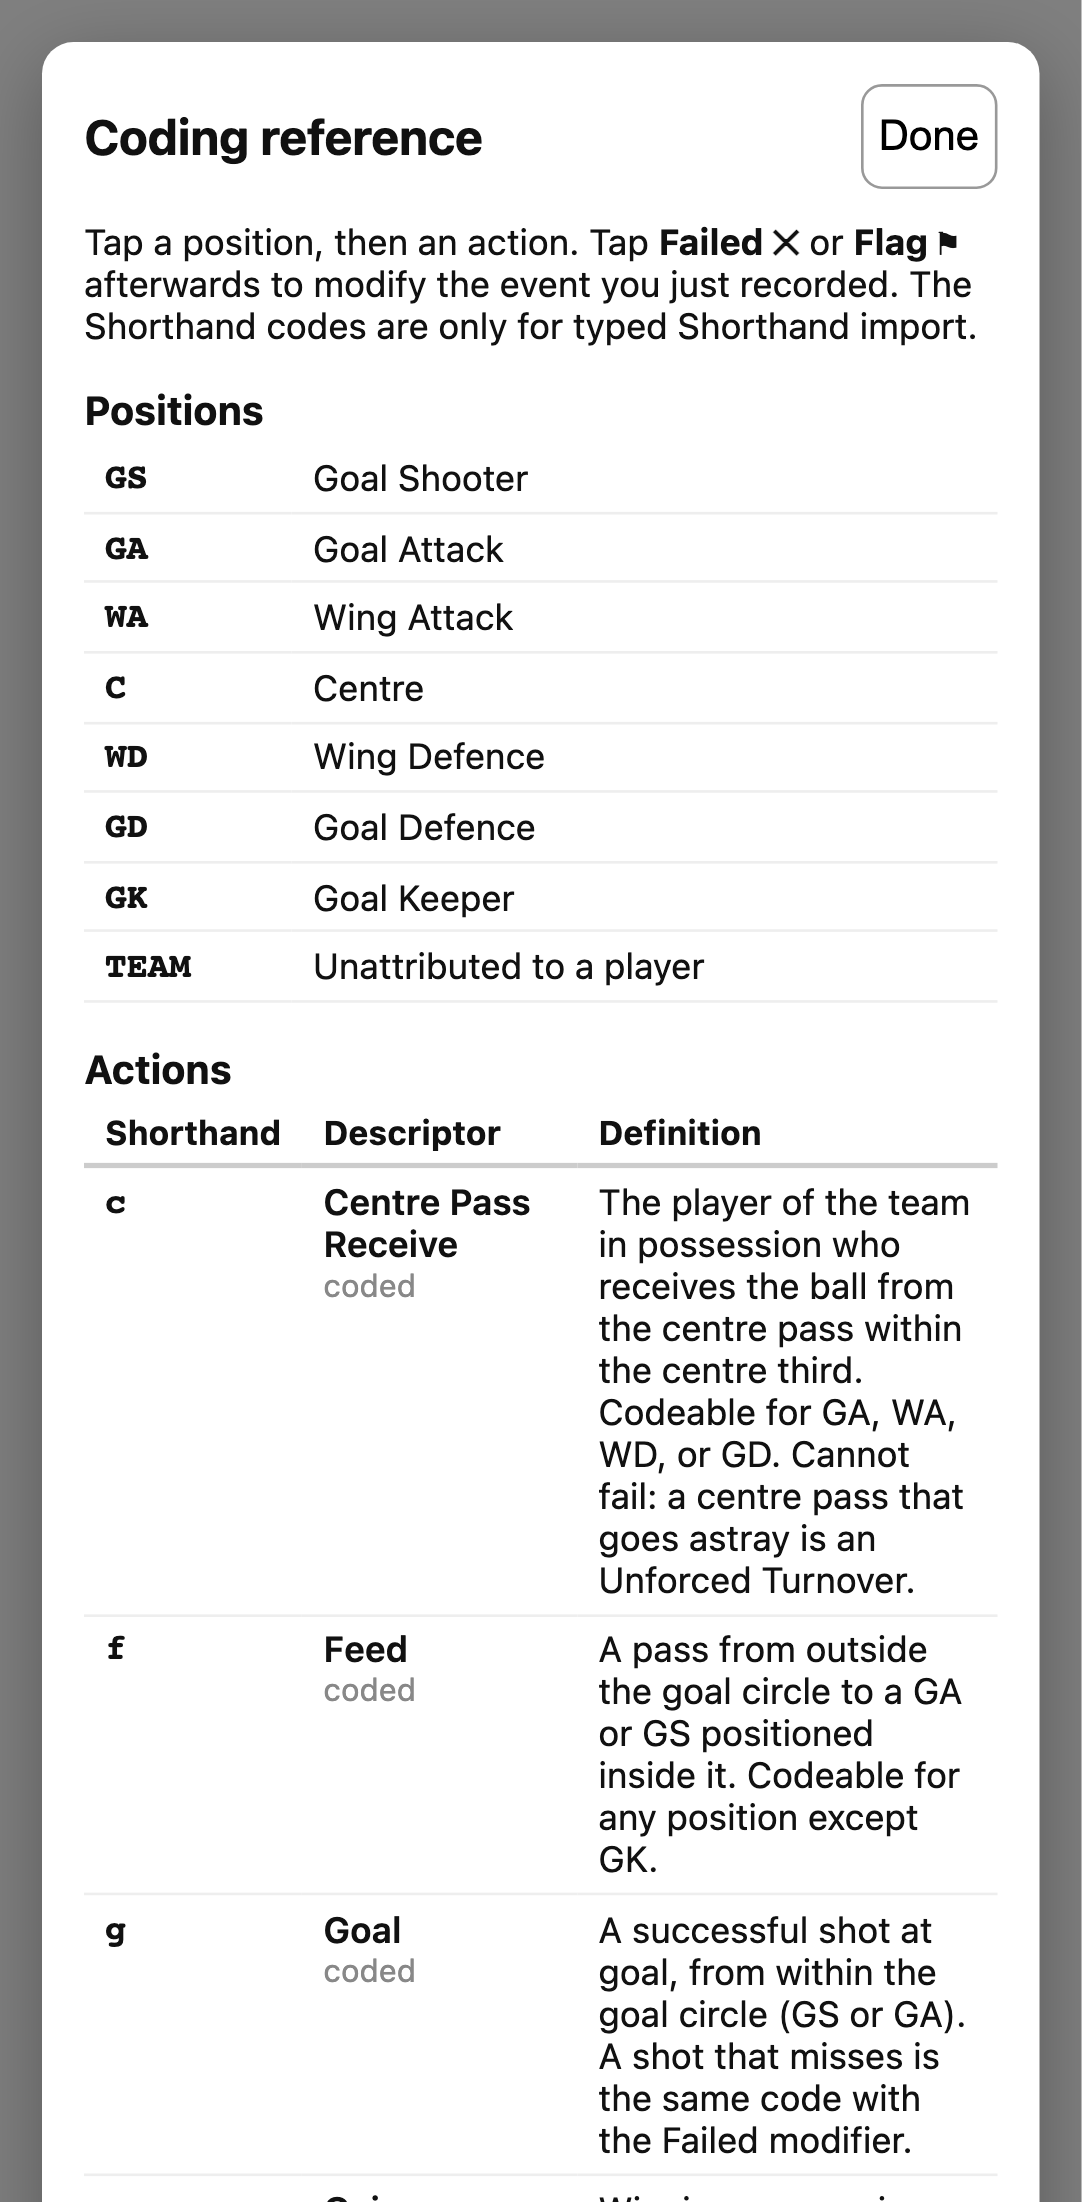 Coding reference
Done
Tap a position, then an action. Tap Failed ✕ or Flag ⚑
afterwards to modify the event you just recorded. The
Shorthand codes are only for typed Shorthand import.
Positions
GS Goal Shooter
GA Goal Attack
WA Wing Attack
C Centre
WD Wing Defence
GD Goal Defence
GK Goal Keeper
TEAM Unattributed to a player
Actions
Shorthand Descriptor Definition
c
Centre Pass
Receive
coded
The player of the team
in possession who
receives the ball from
the centre pass within
the centre third.
Codeable for GA, WA,
WD, or GD. Cannot
fail: a centre pass that
goes astray is an
Unforced Turnover.
f
Feed
coded
A pass from outside
the goal circle to a GA
or GS positioned
inside it. Codeable for
any position except
GK.
g
Goal
coded
A successful shot at
goal, from within the
goal circle (GS or GA).
A shot that misses is
the same code with
the Failed modifier.